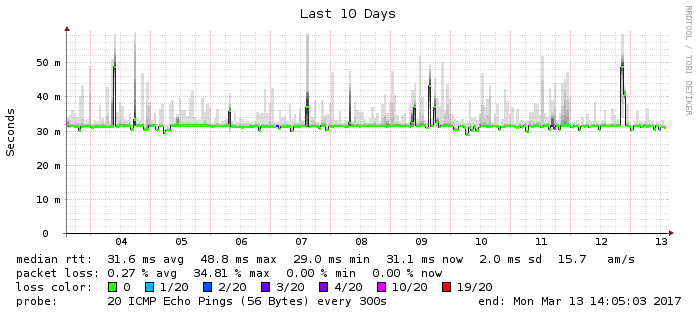 Last 10 Days
RRDTOOL / TOBI OETIKER
Seconds
50 m
40 m
30 m
20 m
10 m
0
04 05 06 07 08 09 10 11 12 13
median rtt: 31.6 ms avg 48.8 ms max 29.0 ms min 31.1 ms now 2.0 ms sd 15.7 am/s
packet loss: 0.27 % avg 34.81 % max 0.00 % min 0.00 % now
loss color: 0 1/20 2/20 3/20 4/20 10/20 19/20
probe: 20 ICMP Echo Pings (56 Bytes) every 300s end: Mon Mar 13 14:05:03 2017